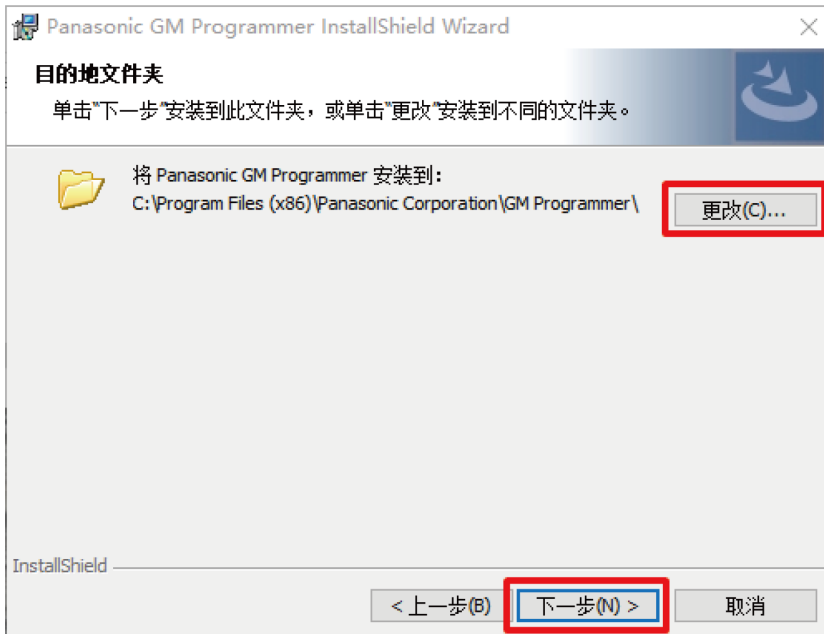 Panasonic GM Programmer InstallShield Wizard
目的地文件夹
单击"下一步"安装到此文件夹，或单击"更改"安装到不同的文件夹。
将 Panasonic GM Programmer 安装到：
C:\Program Files (x86)\Panasonic Corporation\GM Programmer\
更改(C)...
InstallShield
< 上一步(B)
下一步(N) >
取消